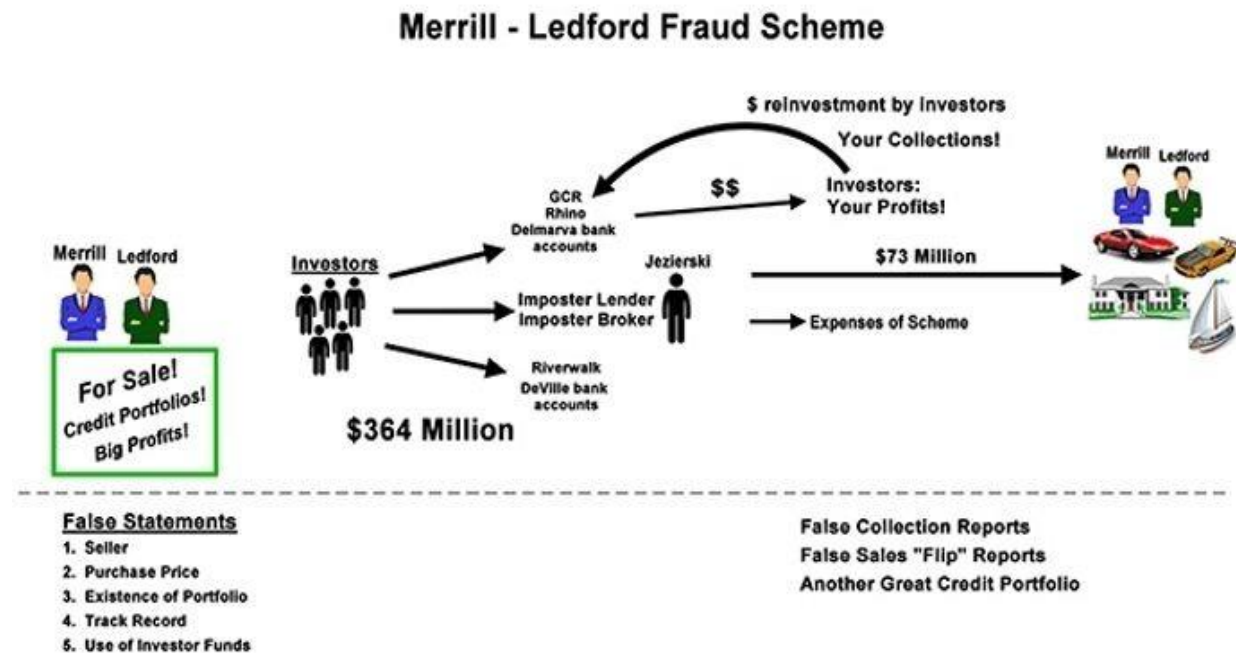 Merrill - Ledford Fraud Scheme
Merrill Ledford
For Sale!
Credit Portfolios!
Big Profits!
Investors
$364 Million
GCR
Rhino
Delmarva bank
accounts
Imposter Lender
Imposter Broker
Jezierski
Riverwalk
DeVille bank
accounts
$ reinvestment by investors
Your Collections!
$$
Investors:
Your Profits!
$73 Million
Expenses of Scheme
Merrill Ledford
False Statements
1. Seller
2. Purchase Price
3. Existence of Portfolio
4. Track Record
5. Use of Investor Funds
False Collection Reports
False Sales "Flip" Reports
Another Great Credit Portfolio